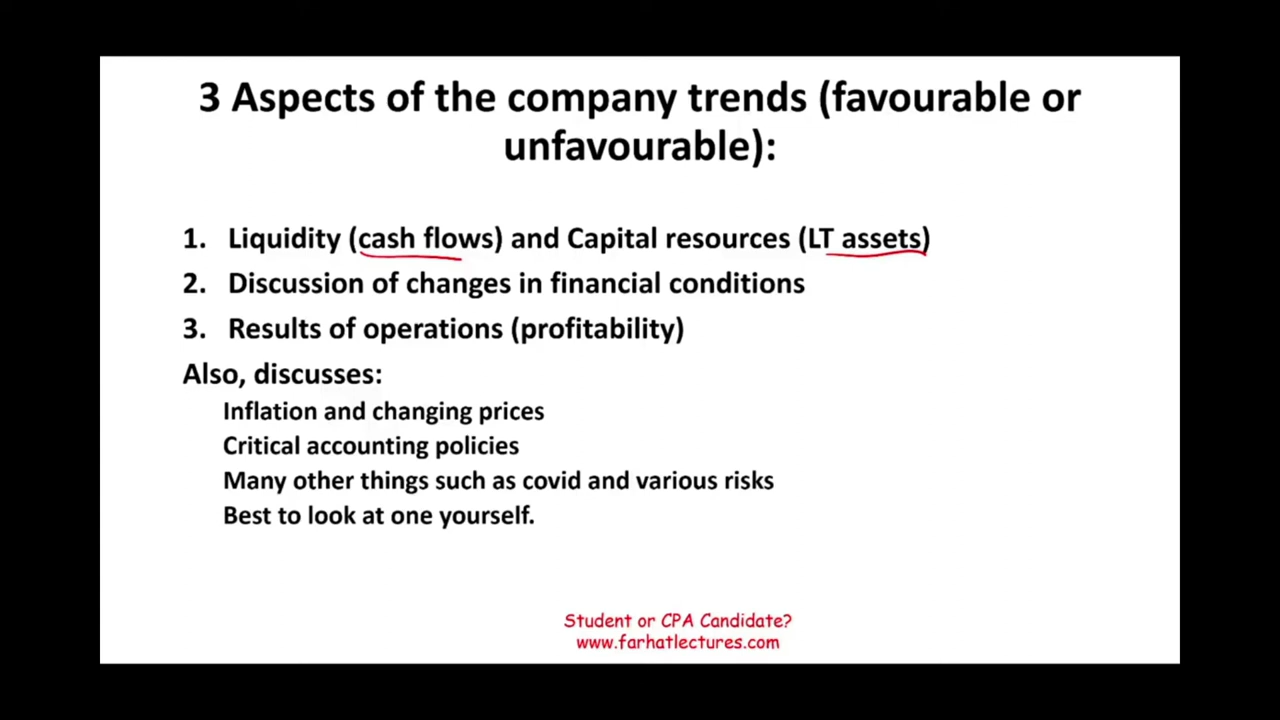 3 Aspects of the company trends (favourable or
unfavourable):
1. Liquidity (cash flows) and Capital resources (LT assets)
2. Discussion of changes in financial conditions
3. Results of operations (profitability)
Also, discusses:
Inflation and changing prices
Critical accounting policies
Many other things such as covid and various risks
Best to look at one yourself.
Student or CPA Candidate?
www.farhatlectures.com